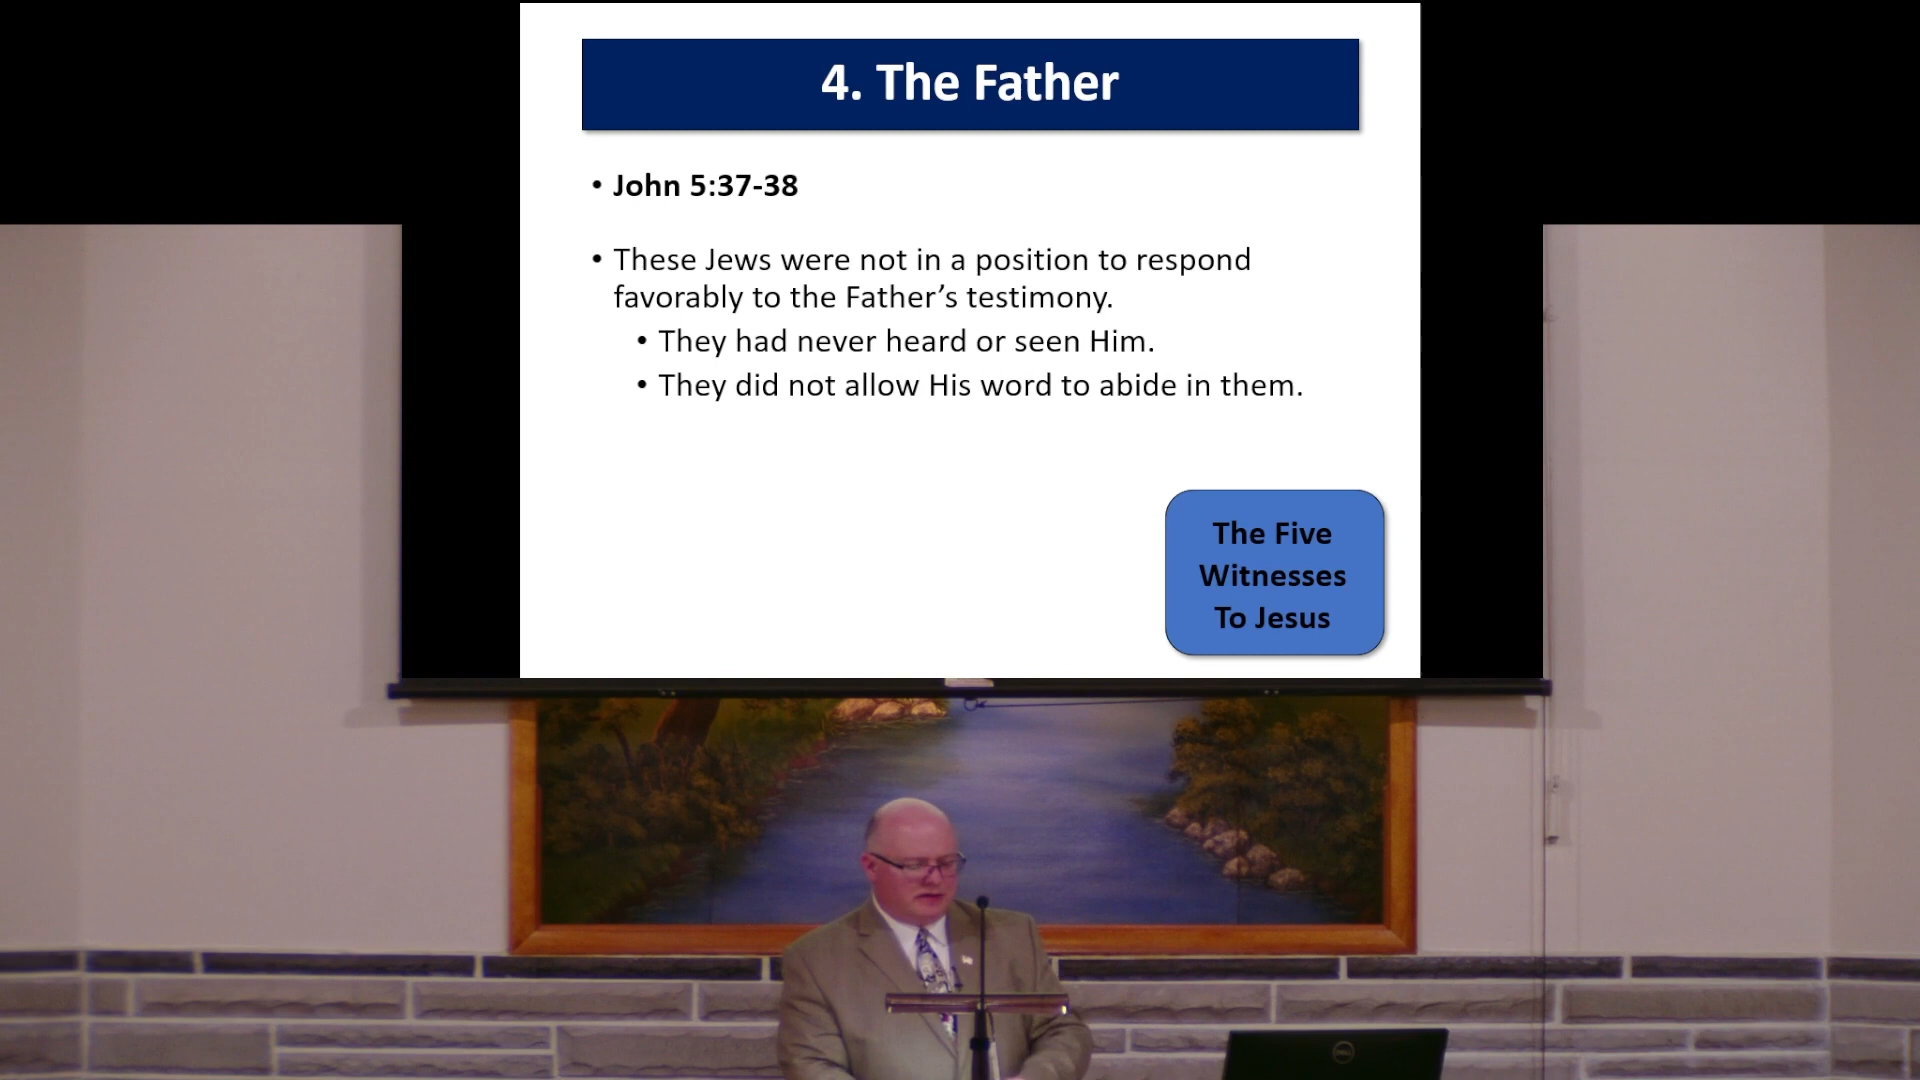 4. The Father
• John 5:37-38
• These Jews were not in a position to respond
favorably to the Father’s testimony.
• They had never heard or seen Him.
• They did not allow His word to abide in them.
The Five
Witnesses
To Jesus
DELL